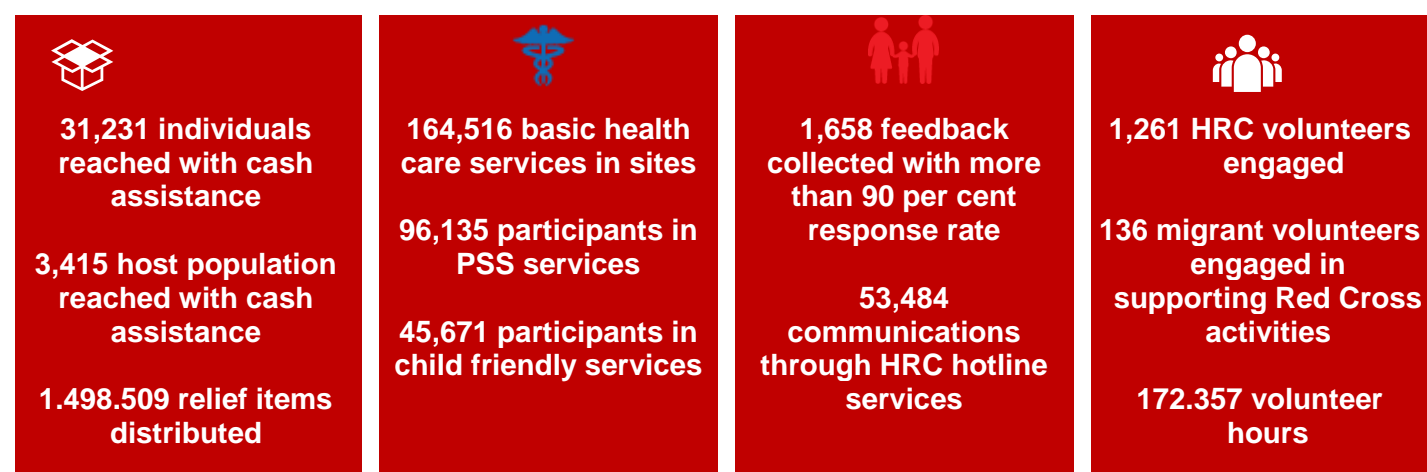 31,231 individuals
reached with cash
assistance
3,415 host population
reached with cash
assistance
1.498.509 relief items
distributed
164,516 basic health
care services in sites
96,135 participants in
PSS services
45,671 participants in
child friendly services
1,658 feedback
collected with more
than 90 per cent
response rate
53,484
communications
through HRC hotline
services
1,261 HRC volunteers
engaged
136 migrant volunteers
engaged in
supporting Red Cross
activities
172.357 volunteer
hours